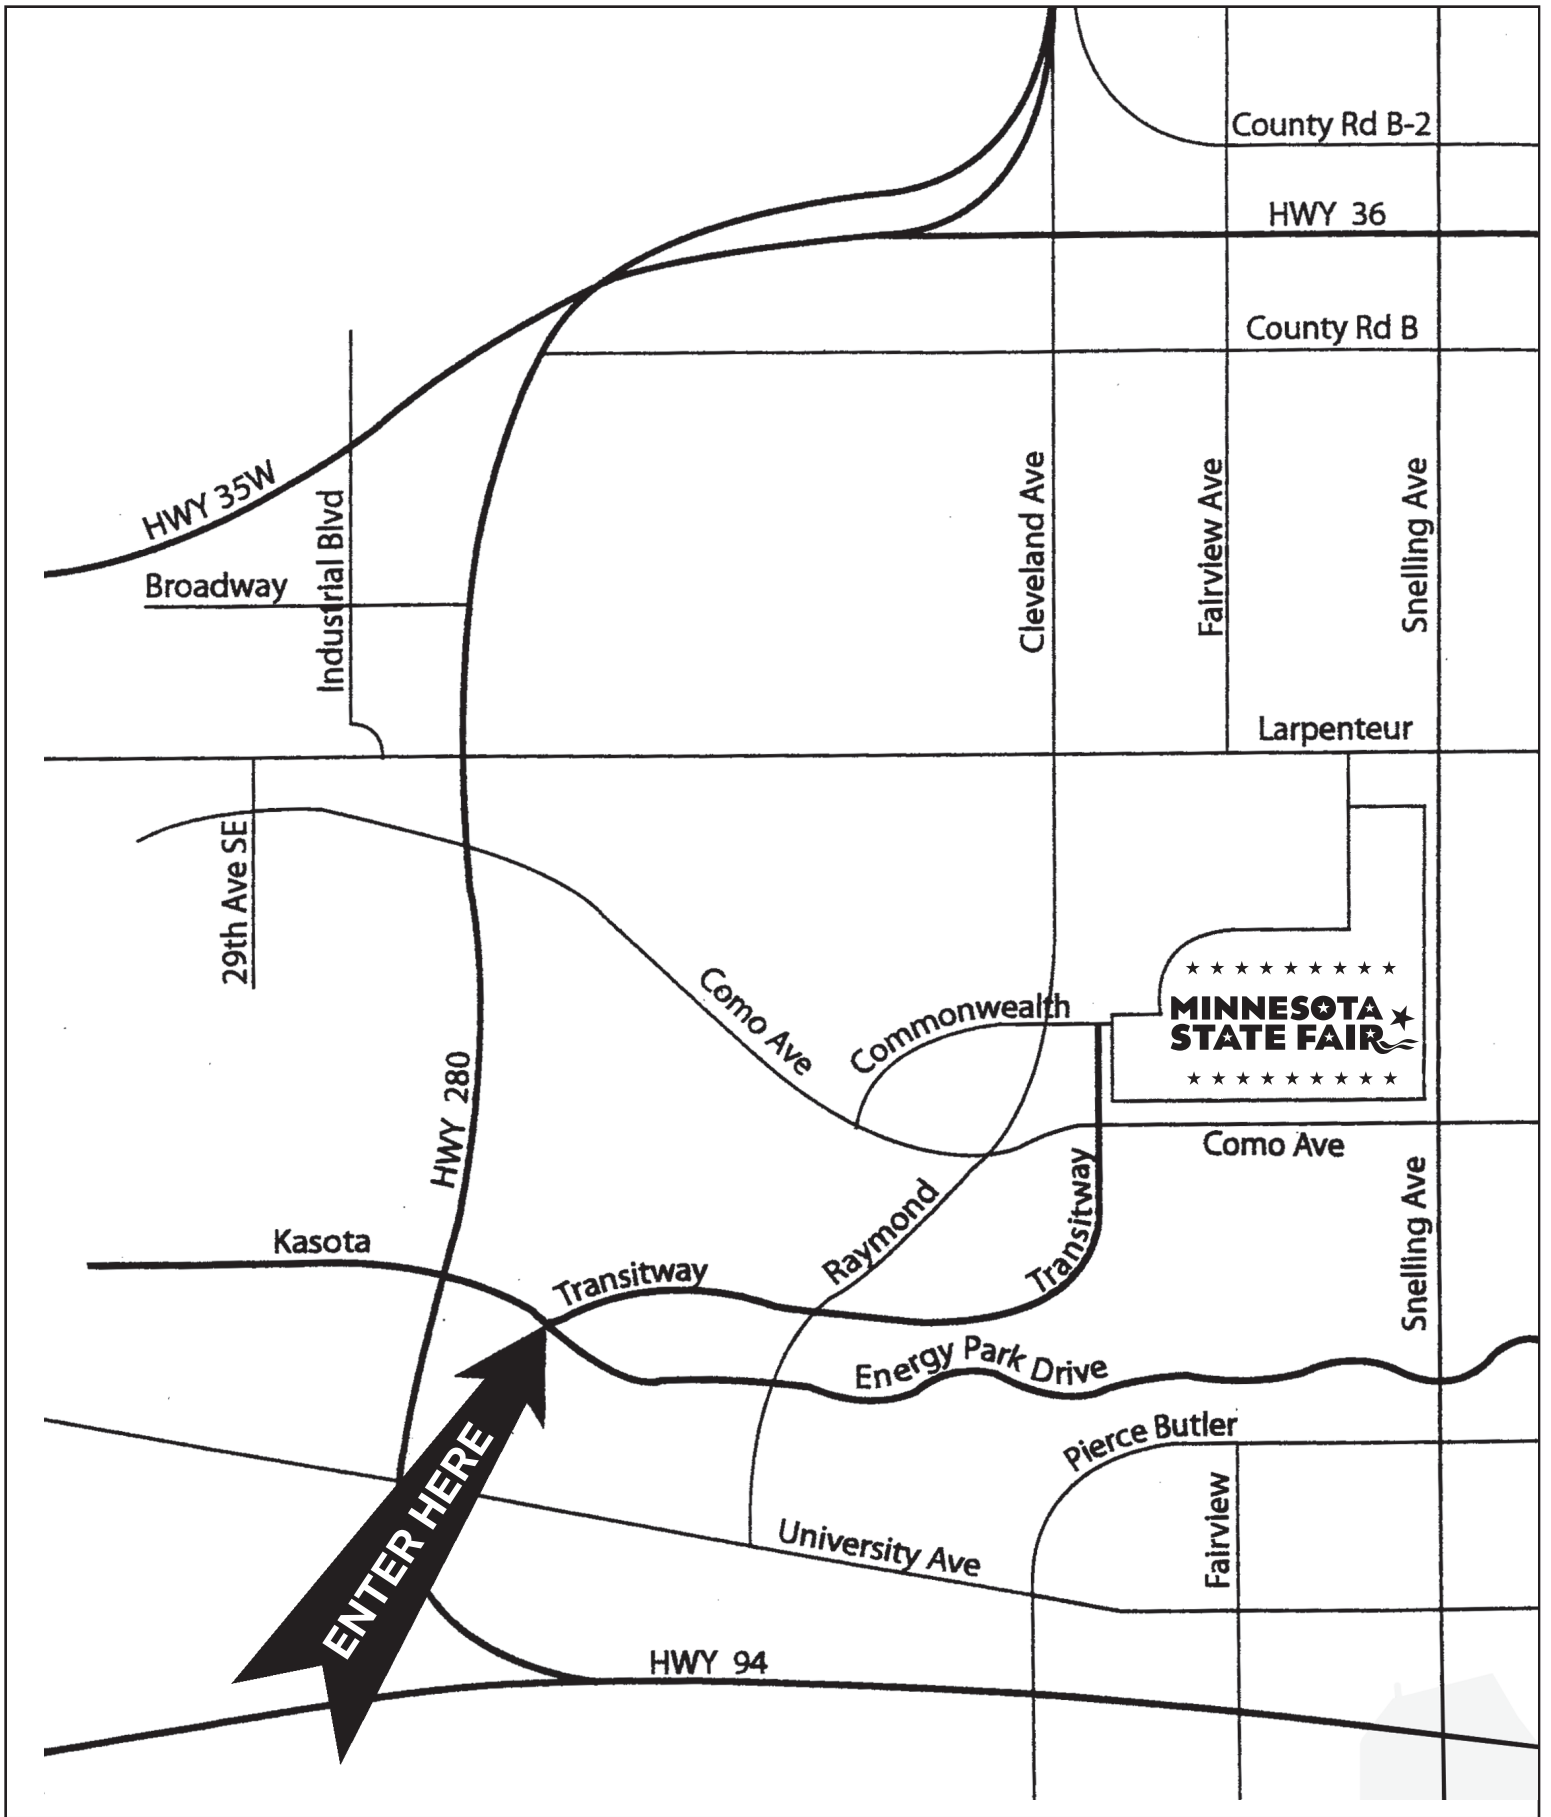 County Rd B-2
HWY 36
County Rd B
HWY 35W
Industrial Blvd
Broadway
Cleveland Ave
Fairview Ave
Snelling Ave
Larpenteur
29th Ave SE
Como Ave
Commonwealth
MINNESOTA
STATE FAIR
HWY 280
Como Ave
Transitway
Raymond
Snelling Ave
Kasota
Transitway
Energy Park Drive
Pierce Butler
Fairview
ENTER HERE
University Ave
HWY 94